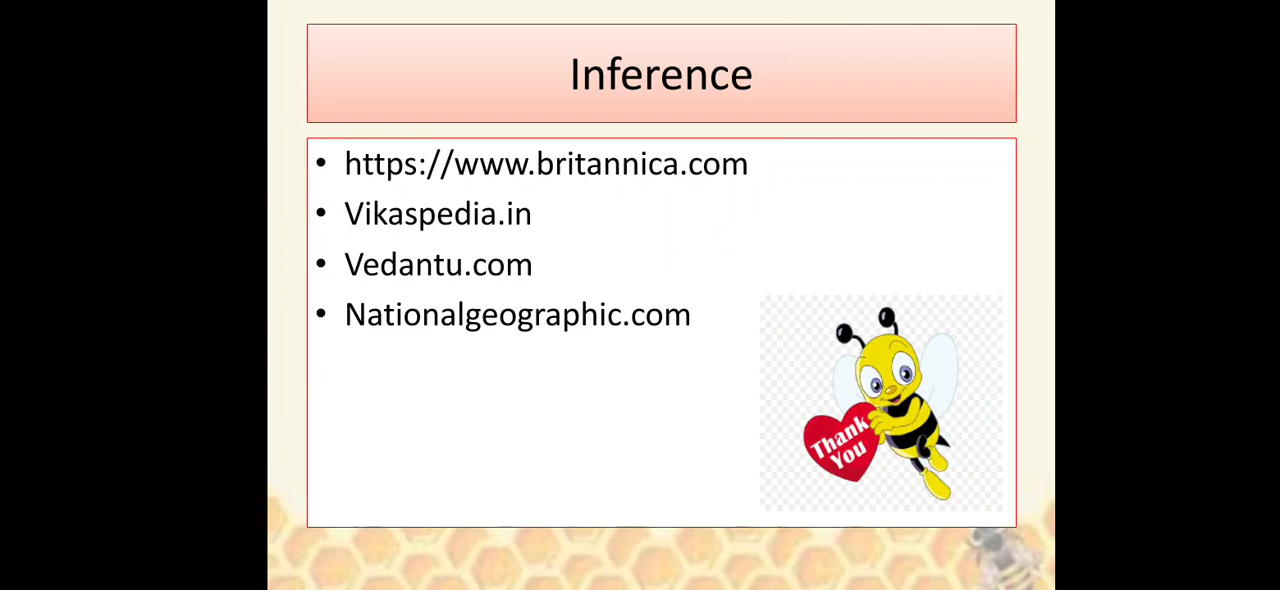 Inference
• https://www.britannica.com
• Vikaspedia.in
• Vedantu.com
• Nationalgeographic.com
Thank
You